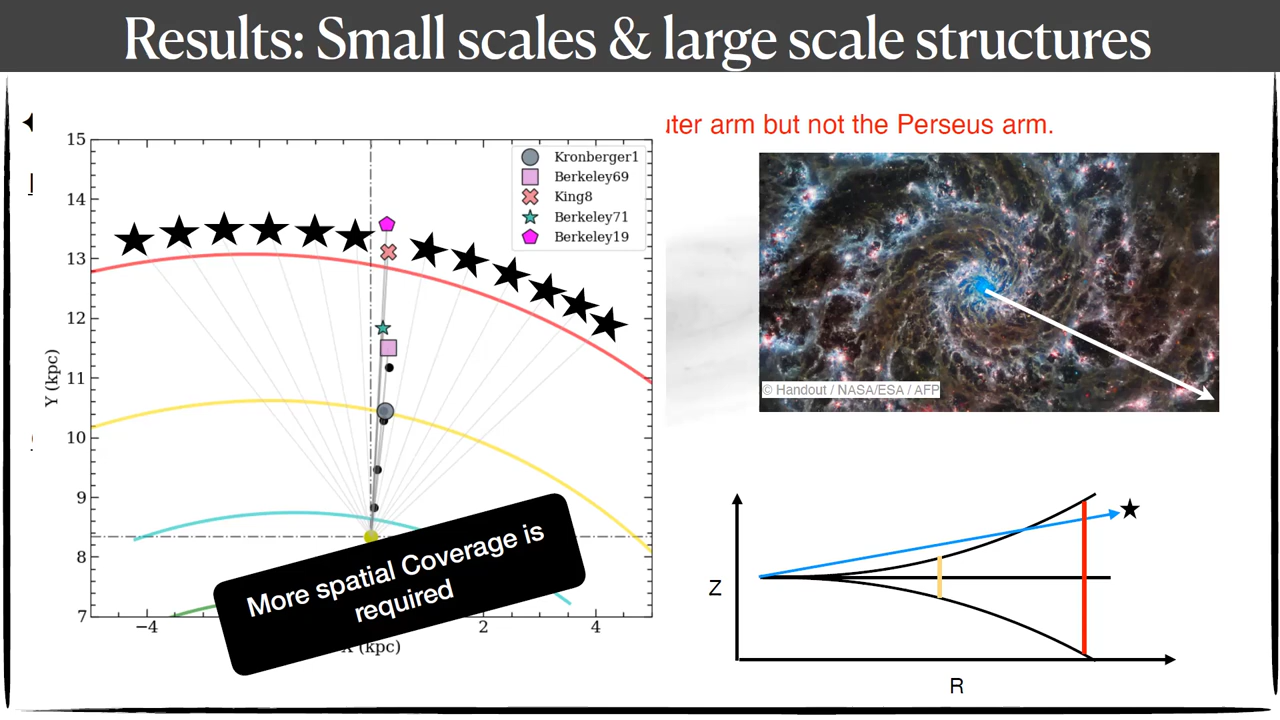 Results: Small scales & large scale structures
outer arm but not the Perseus arm.
15
14
13
12
11
10
9
8
7
Y (kpc)
Kronberger1
Berkeley69
King8
Berkeley71
Berkeley19
−4
2
4
X (kpc)
More spatial Coverage is
required
© Handout / NASA/ESA / AFP
Z
R